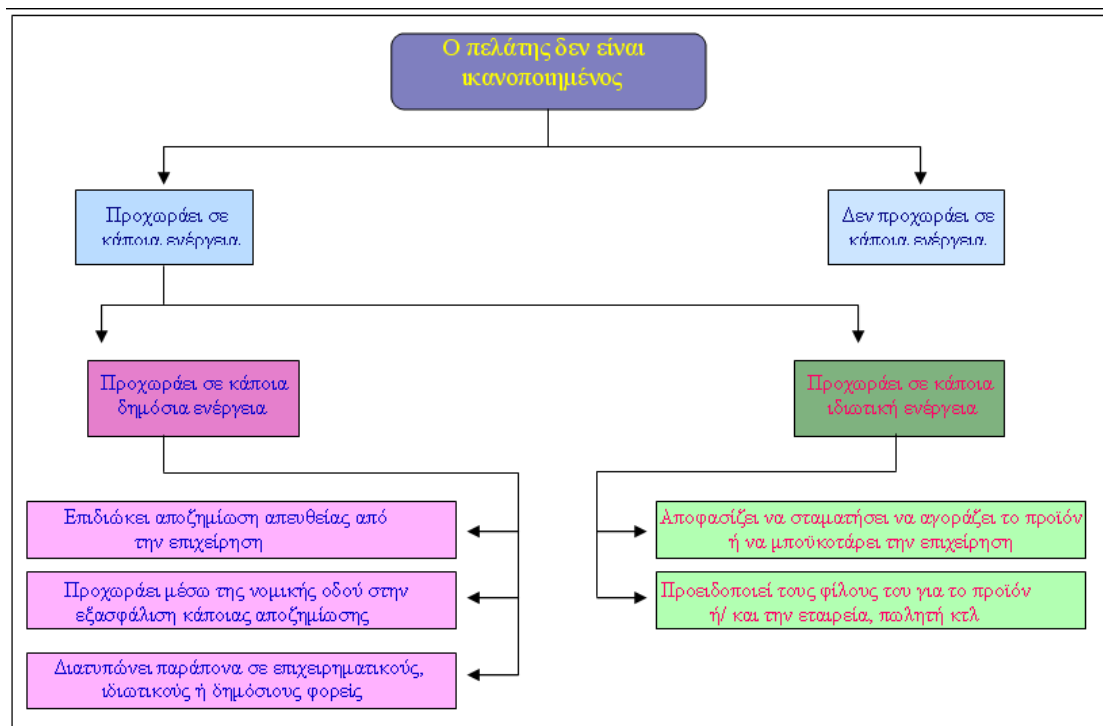 Ο πελάτης δεν είναι
ικανοποιημένος
Προχωράει σε
κάποια ενέργεια
Δεν προχωράει σε
κάποια ενέργεια
Προχωράει σε κάποια
δημόσια ενέργεια
Προχωράει σε κάποια
ιδιωτική ενέργεια
Επιδιώκει αποζημίωση απευθείας από
την επιχείρηση
Προχωράει μέσω της νομικής οδού στην
εξασφάλιση κάποιας αποζημίωσης
Διατυπώνει παράπονα σε επιχειρηματικούς,
ιδιωτικούς ή δημόσιους φορείς
Αποφασίζει να σταματήσει να αγοράζει το προϊόν
ή να μποϋκοτάρει την επιχείρηση
Προειδοποιεί τους φίλους του για το προϊόν
ή/ και την εταιρεία, πωλητή κτλ